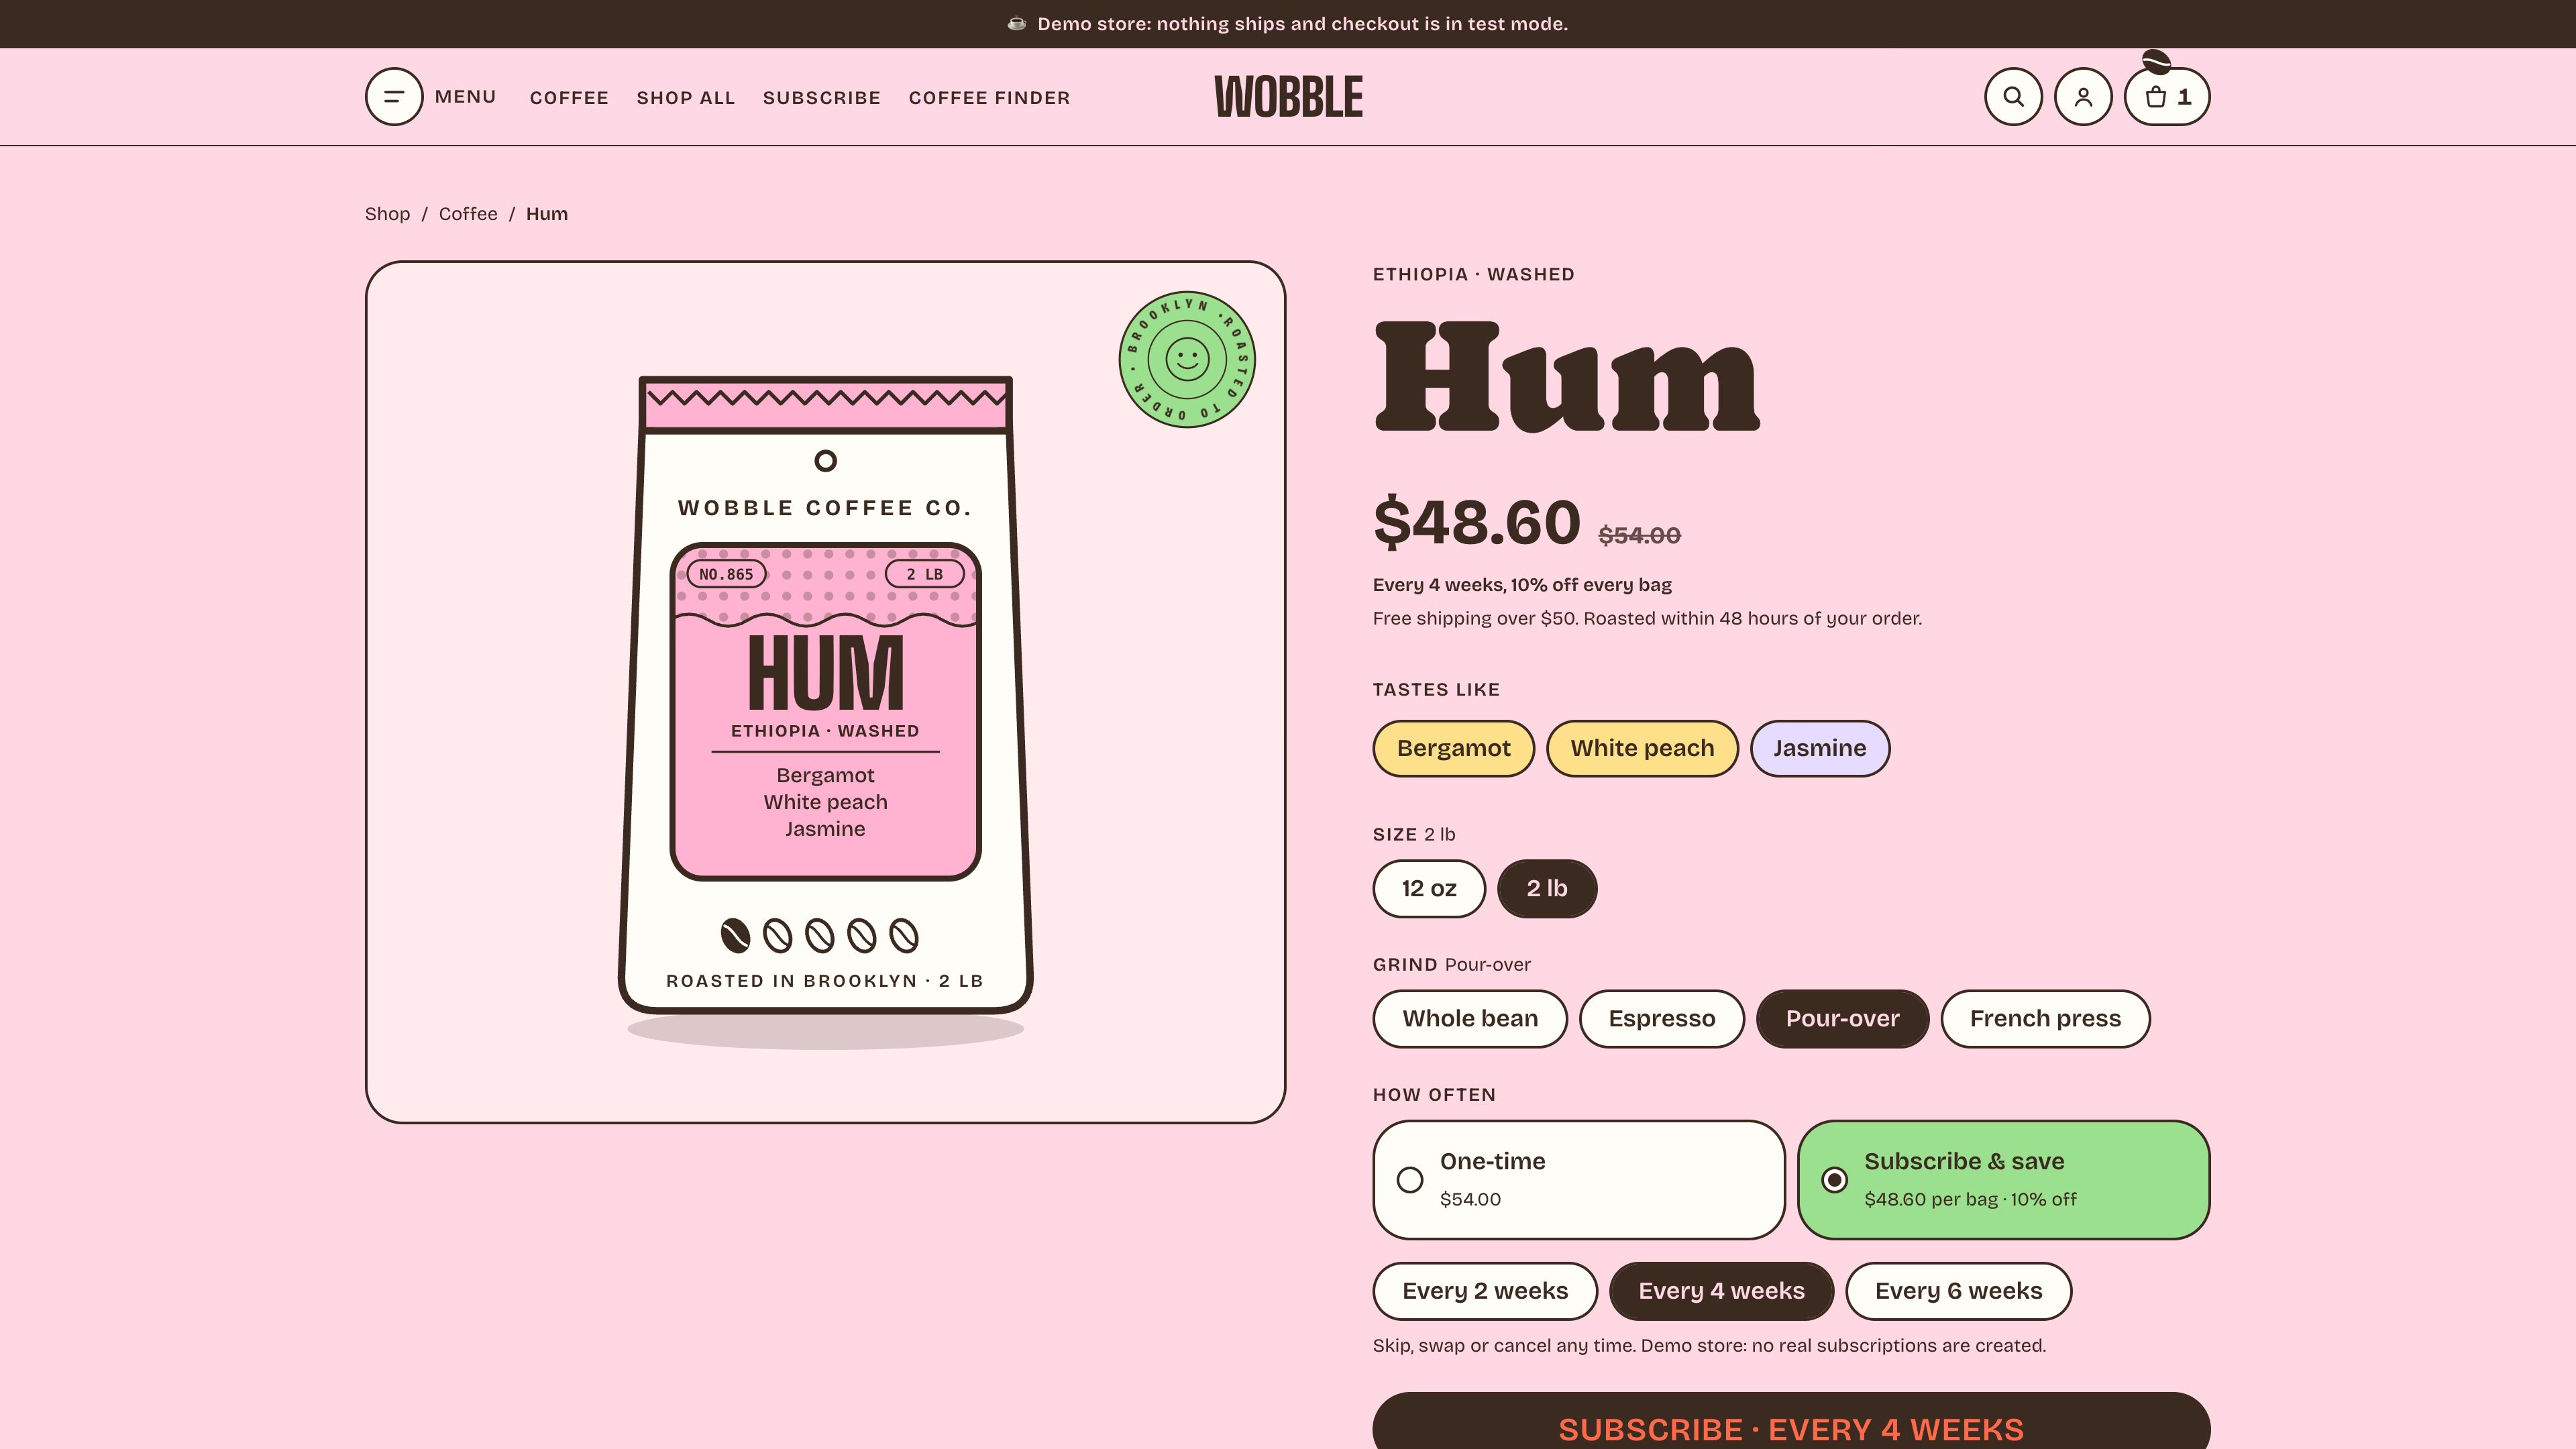 ☕ Demo store: nothing ships and checkout is in test mode.
MENU COFFEE SHOP ALL SUBSCRIBE COFFEE FINDER WOBBLE 1
Shop / Coffee / Hum
BROOKLYN · ROASTED TO ORDER ·
WOBBLE COFFEE CO.
NO.865 2 LB
HUM
ETHIOPIA · WASHED
Bergamot
White peach
Jasmine
ROASTED IN BROOKLYN · 2 LB
ETHIOPIA · WASHED
Hum
$48.60 $54.00
Every 4 weeks, 10% off every bag
Free shipping over $50. Roasted within 48 hours of your order.
TASTES LIKE
Bergamot White peach Jasmine
SIZE 2 lb
12 oz 2 lb
GRIND Pour-over
Whole bean Espresso Pour-over French press
HOW OFTEN
One-time
$54.00
Subscribe & save
$48.60 per bag · 10% off
Every 2 weeks Every 4 weeks Every 6 weeks
Skip, swap or cancel any time. Demo store: no real subscriptions are created.
SUBSCRIBE · EVERY 4 WEEKS